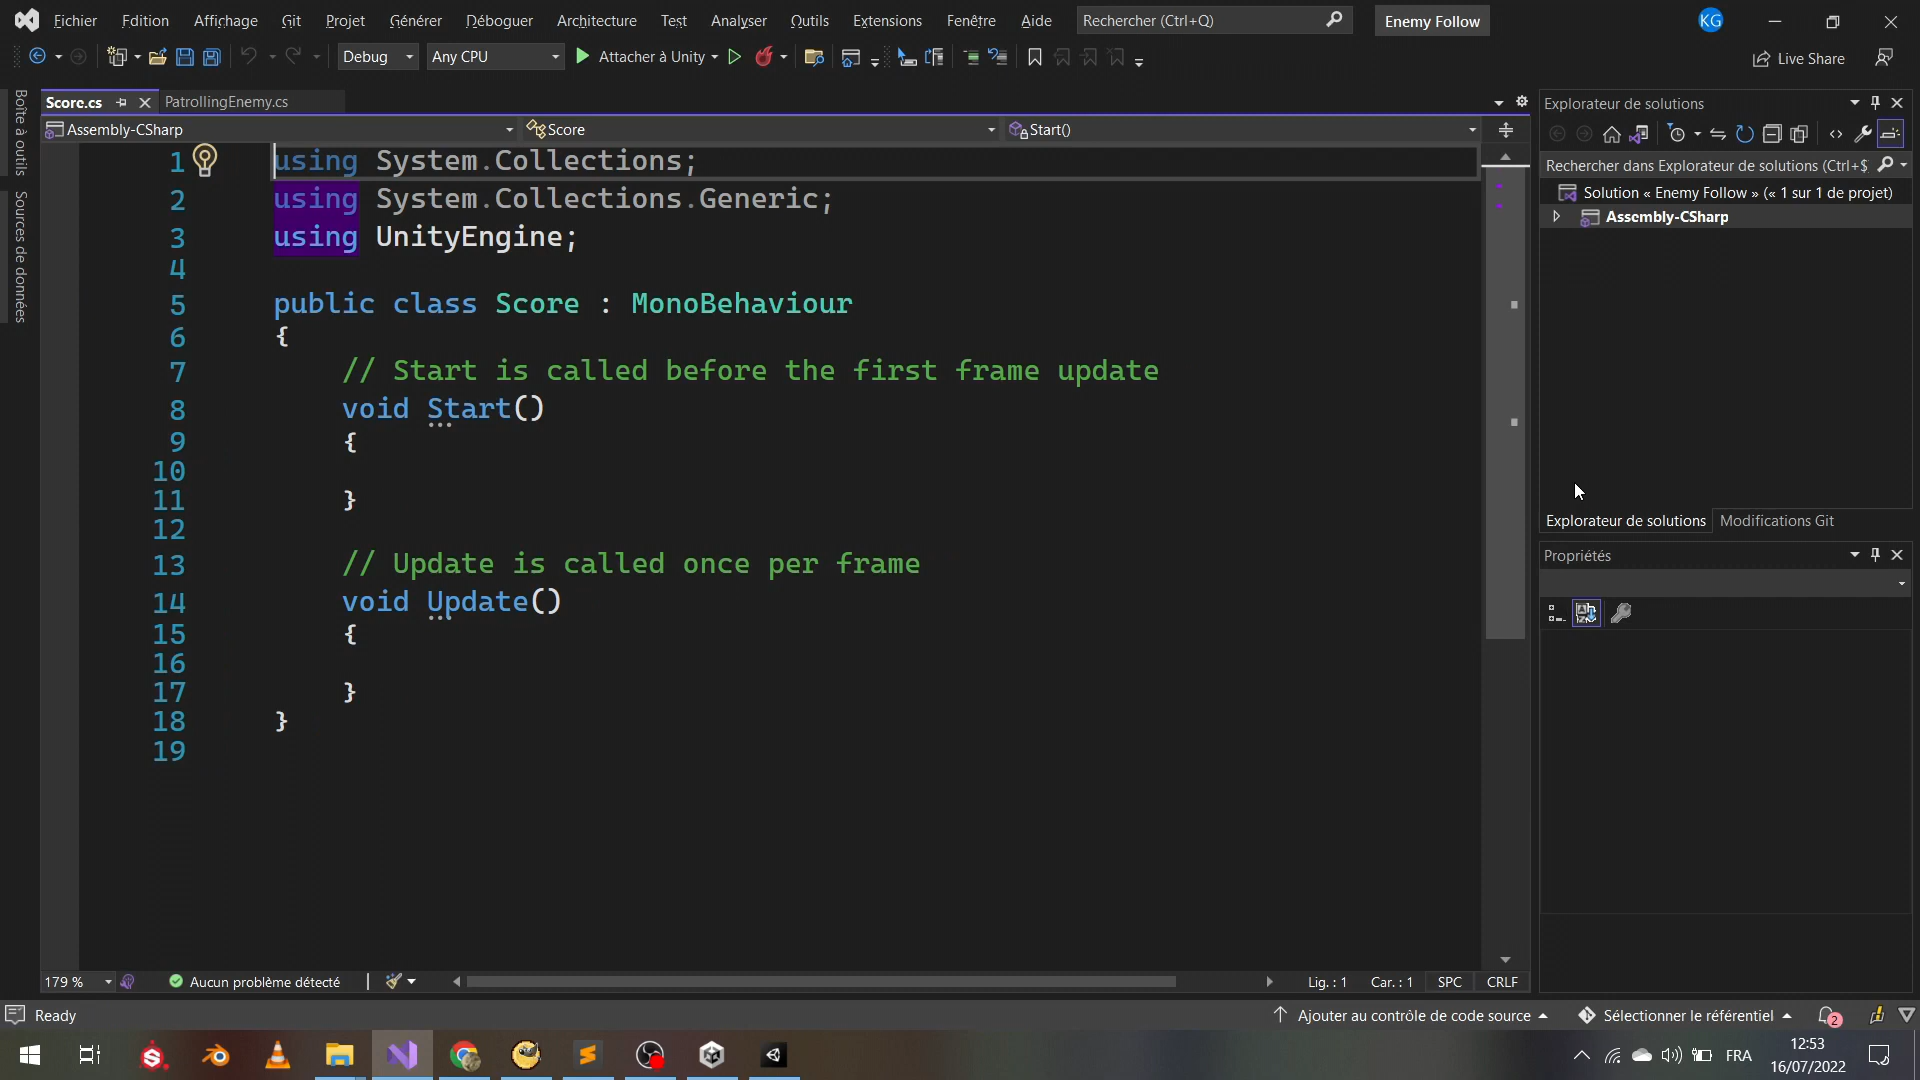 Fichier Edition Affichage Git Projet Générer Déboguer Architecture Test Analyser Outils Extensions Fenêtre Aide Rechercher (Ctrl+Q) Enemy Follow KG
Debug Any CPU Attacher à Unity Live Share
Boîte à outils
Sources de données
Score.cs PatrollingEnemy.cs
Assembly-CSharp Score Start()
1 using System.Collections;
2 using System.Collections.Generic;
3 using UnityEngine;
4
5 public class Score : MonoBehaviour
6 {
7 // Start is called before the first frame update
8 void Start()
9 {
10
11 }
12
13 // Update is called once per frame
14 void Update()
15 {
16
17 }
18 }
19
Explorateur de solutions
Rechercher dans Explorateur de solutions (Ctrl+$
Solution « Enemy Follow » (« 1 sur 1 de projet)
Assembly-CSharp
Explorateur de solutions Modifications Git
Propriétés
179 % Aucun problème détecté Lig. : 1 Car. : 1 SPC CRLF
Ready Ajouter au contrôle de code source Sélectionner le référentiel 2
FRA 12:53
16/07/2022